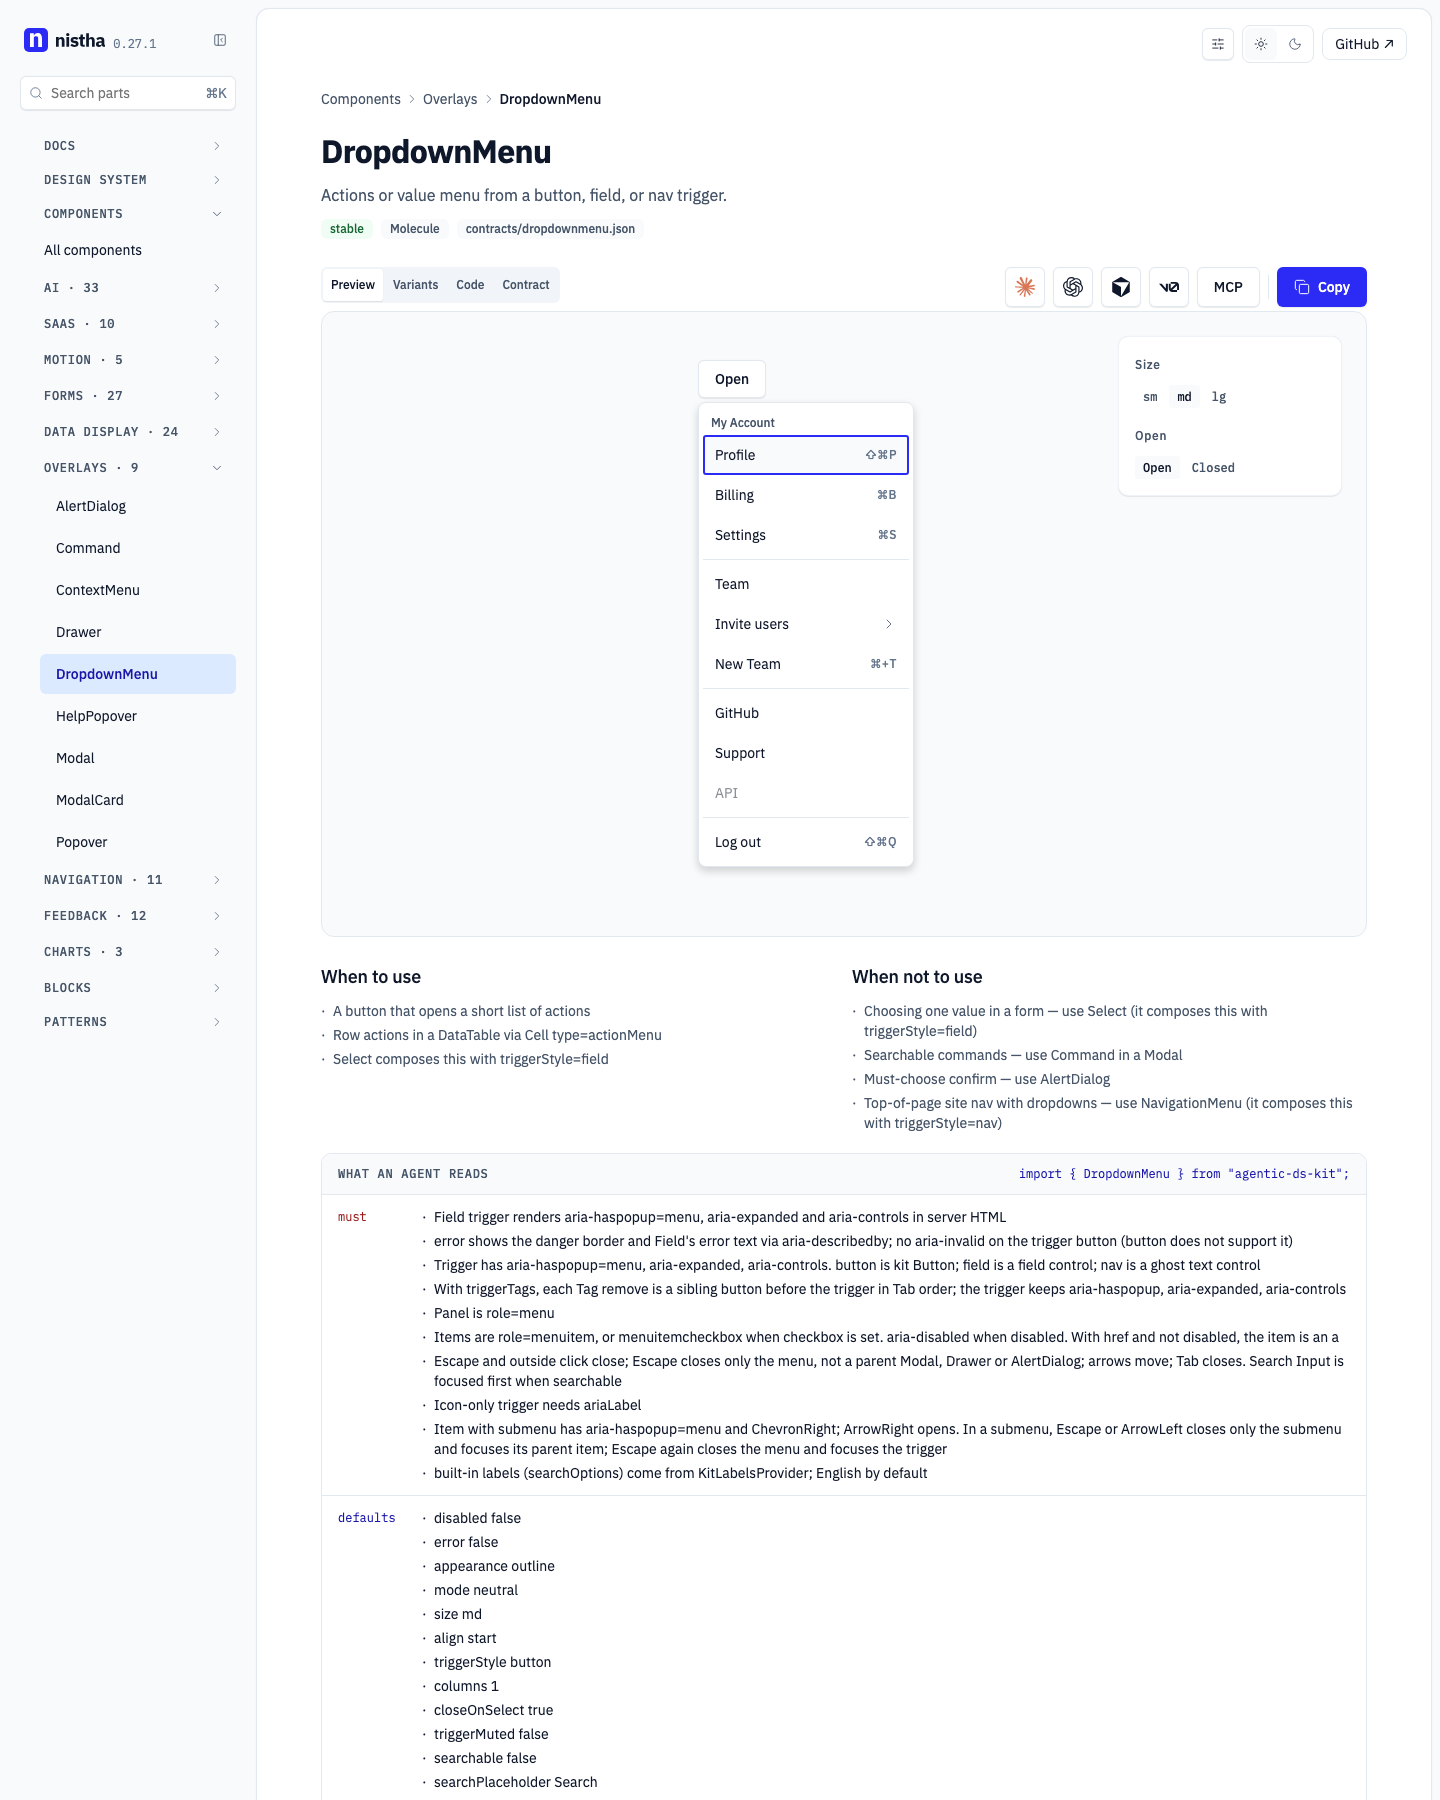 nistha 0.27.1
Search parts ⌘K
DOCS
DESIGN SYSTEM
COMPONENTS
All components
AI · 33
SAAS · 10
MOTION · 5
FORMS · 27
DATA DISPLAY · 24
OVERLAYS · 9
AlertDialog
Command
ContextMenu
Drawer
DropdownMenu
HelpPopover
Modal
ModalCard
Popover
NAVIGATION · 11
FEEDBACK · 12
CHARTS · 3
BLOCKS
PATTERNS
GitHub
Components Overlays DropdownMenu
DropdownMenu
Actions or value menu from a button, field, or nav trigger.
stable Molecule contracts/dropdownmenu.json
Preview Variants Code Contract
v0 MCP Copy
Open
My Account
Profile ⇧⌘P
Billing ⌘B
Settings ⌘S
Team
Invite users
New Team ⌘+T
GitHub
Support
API
Log out ⇧⌘Q
Size
sm md lg
Open
Open Closed
When to use
· A button that opens a short list of actions
· Row actions in a DataTable via Cell type=actionMenu
· Select composes this with triggerStyle=field
When not to use
· Choosing one value in a form — use Select (it composes this with
triggerStyle=field)
· Searchable commands — use Command in a Modal
· Must-choose confirm — use AlertDialog
· Top-of-page site nav with dropdowns — use NavigationMenu (it composes this
with triggerStyle=nav)
WHAT AN AGENT READS import { DropdownMenu } from "agentic-ds-kit";
must
· Field trigger renders aria-haspopup=menu, aria-expanded and aria-controls in server HTML
· error shows the danger border and Field's error text via aria-describedby; no aria-invalid on the trigger button (button does not support it)
· Trigger has aria-haspopup=menu, aria-expanded, aria-controls. button is kit Button; field is a field control; nav is a ghost text control
· With triggerTags, each Tag remove is a sibling button before the trigger in Tab order; the trigger keeps aria-haspopup, aria-expanded, aria-controls
· Panel is role=menu
· Items are role=menuitem, or menuitemcheckbox when checkbox is set. aria-disabled when disabled. With href and not disabled, the item is an a
· Escape and outside click close; Escape closes only the menu, not a parent Modal, Drawer or AlertDialog; arrows move; Tab closes. Search Input is
focused first when searchable
· Icon-only trigger needs ariaLabel
· Item with submenu has aria-haspopup=menu and ChevronRight; ArrowRight opens. In a submenu, Escape or ArrowLeft closes only the submenu
and focuses its parent item; Escape again closes the menu and focuses the trigger
· built-in labels (searchOptions) come from KitLabelsProvider; English by default
defaults
· disabled false
· error false
· appearance outline
· mode neutral
· size md
· align start
· triggerStyle button
· columns 1
· closeOnSelect true
· triggerMuted false
· searchable false
· searchPlaceholder Search